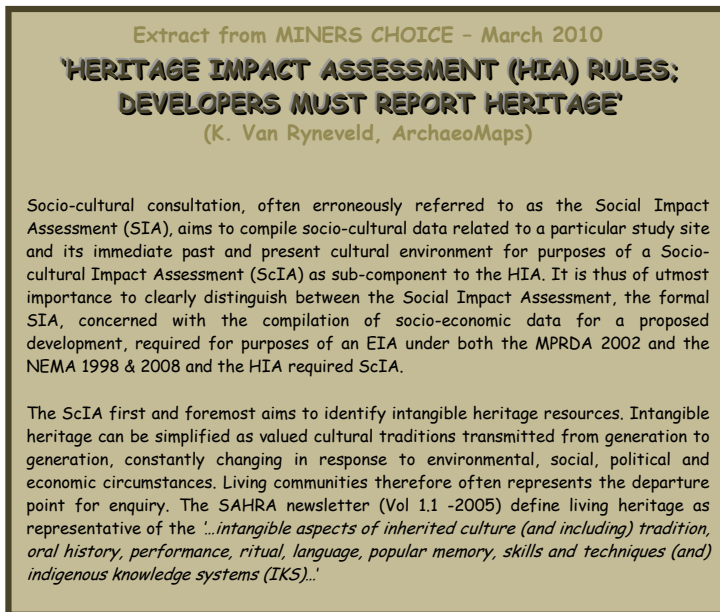 Extract from MINERS CHOICE – March 2010
'HERITAGE IMPACT ASSESSMENT (HIA) RULES;
DEVELOPERS MUST REPORT HERITAGE'
(K. Van Ryneveld, ArchaeoMaps)
Socio-cultural consultation, often erroneously referred to as the Social Impact
Assessment (SIA), aims to compile socio-cultural data related to a particular study site
and its immediate past and present cultural environment for purposes of a Socio-
cultural Impact Assessment (ScIA) as sub-component to the HIA. It is thus of utmost
importance to clearly distinguish between the Social Impact Assessment, the formal
SIA, concerned with the compilation of socio-economic data for a proposed
development, required for purposes of an EIA under both the MPRDA 2002 and the
NEMA 1998 & 2008 and the HIA required ScIA.
The ScIA first and foremost aims to identify intangible heritage resources. Intangible
heritage can be simplified as valued cultural traditions transmitted from generation to
generation, constantly changing in response to environmental, social, political and
economic circumstances. Living communities therefore often represents the departure
point for enquiry. The SAHRA newsletter (Vol 1.1 -2005) define living heritage as
representative of the '…intangible aspects of inherited culture (and including) tradition,
oral history, performance, ritual, language, popular memory, skills and techniques (and)
indigenous knowledge systems (IKS)…'